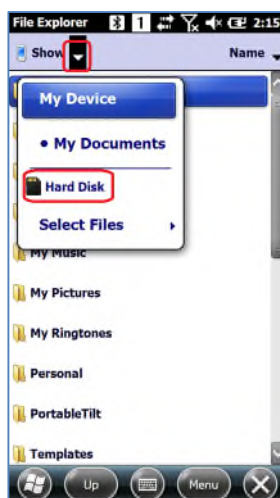 File Explorer 1 2:15
Show Name
My Device
• My Documents
Hard Disk
Select Files
My Music
My Pictures
My Ringtones
Personal
PortableTilt
Templates
Up Menu